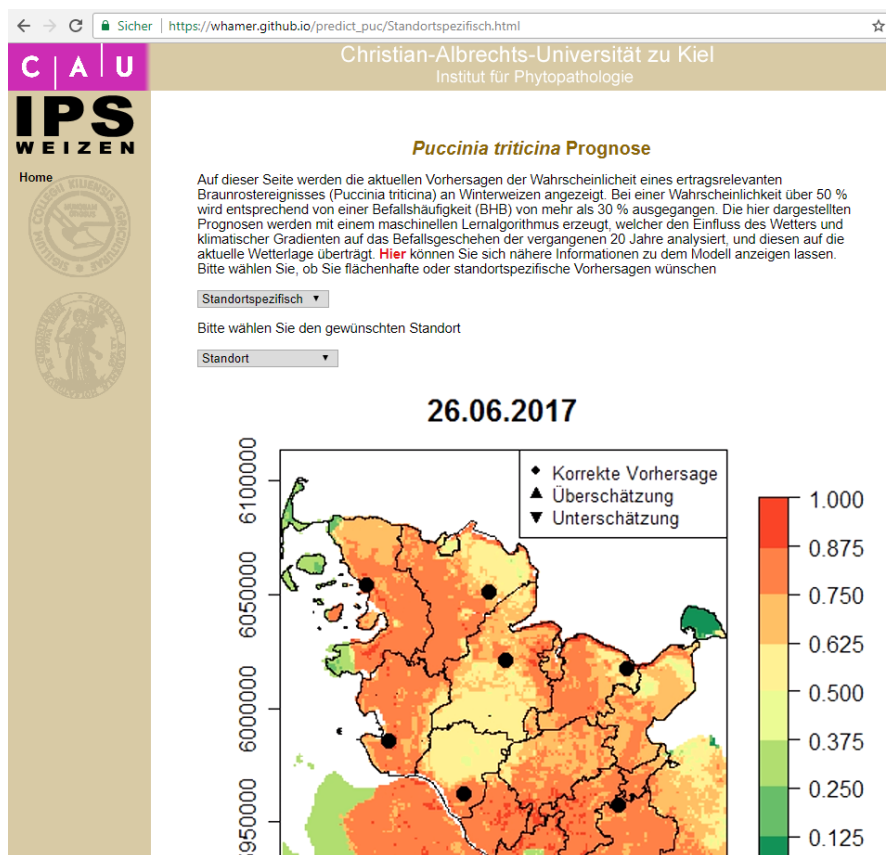 Sicher | https://whamer.github.io/predict_puc/Standortspezifisch.html
C A U
Christian-Albrechts-Universität zu Kiel
Institut für Phytopathologie
IPS
WEIZEN
Home
Puccinia triticina Prognose
Auf dieser Seite werden die aktuellen Vorhersagen der Wahrscheinlicheit eines ertragsrelevanten
Braunrostereignisses (Puccinia triticina) an Winterweizen angezeigt. Bei einer Wahrscheinlichkeit über 50 %
wird entsprechend von einer Befallshäufigkeit (BHB) von mehr als 30 % ausgegangen. Die hier dargestellten
Prognosen werden mit einem maschinellen Lernalgorithmus erzeugt, welcher den Einfluss des Wetters und
klimatischer Gradienten auf das Befallsgeschehen der vergangenen 20 Jahre analysiert, und diesen auf die
aktuelle Wetterlage überträgt. Hier können Sie sich nähere Informationen zu dem Modell anzeigen lassen.
Bitte wählen Sie, ob Sie flächenhafte oder standortspezifische Vorhersagen wünschen
Standortspezifisch
Bitte wählen Sie den gewünschten Standort
Standort
26.06.2017
Korrekte Vorhersage
Überschätzung
Unterschätzung
6100000
6050000
6000000
5950000
1.000
0.875
0.750
0.625
0.500
0.375
0.250
0.125